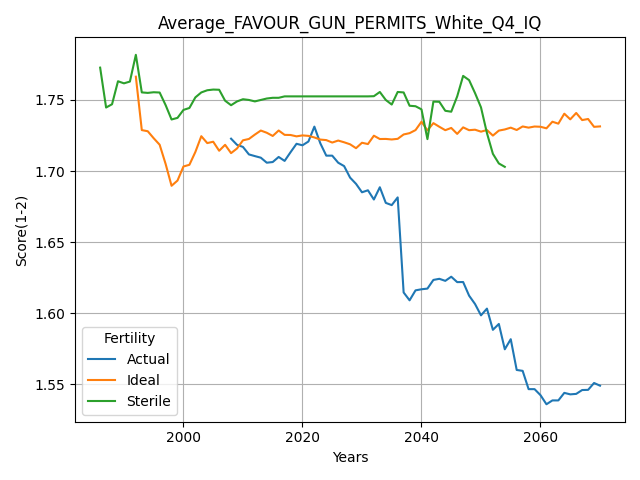 Average_FAVOUR_GUN_PERMITS_White_Q4_IQ
Score(1-2)
1.75
1.70
1.65
1.60
1.55
Fertility
Actual
Ideal
Sterile
2000
2020
2040
2060
Years